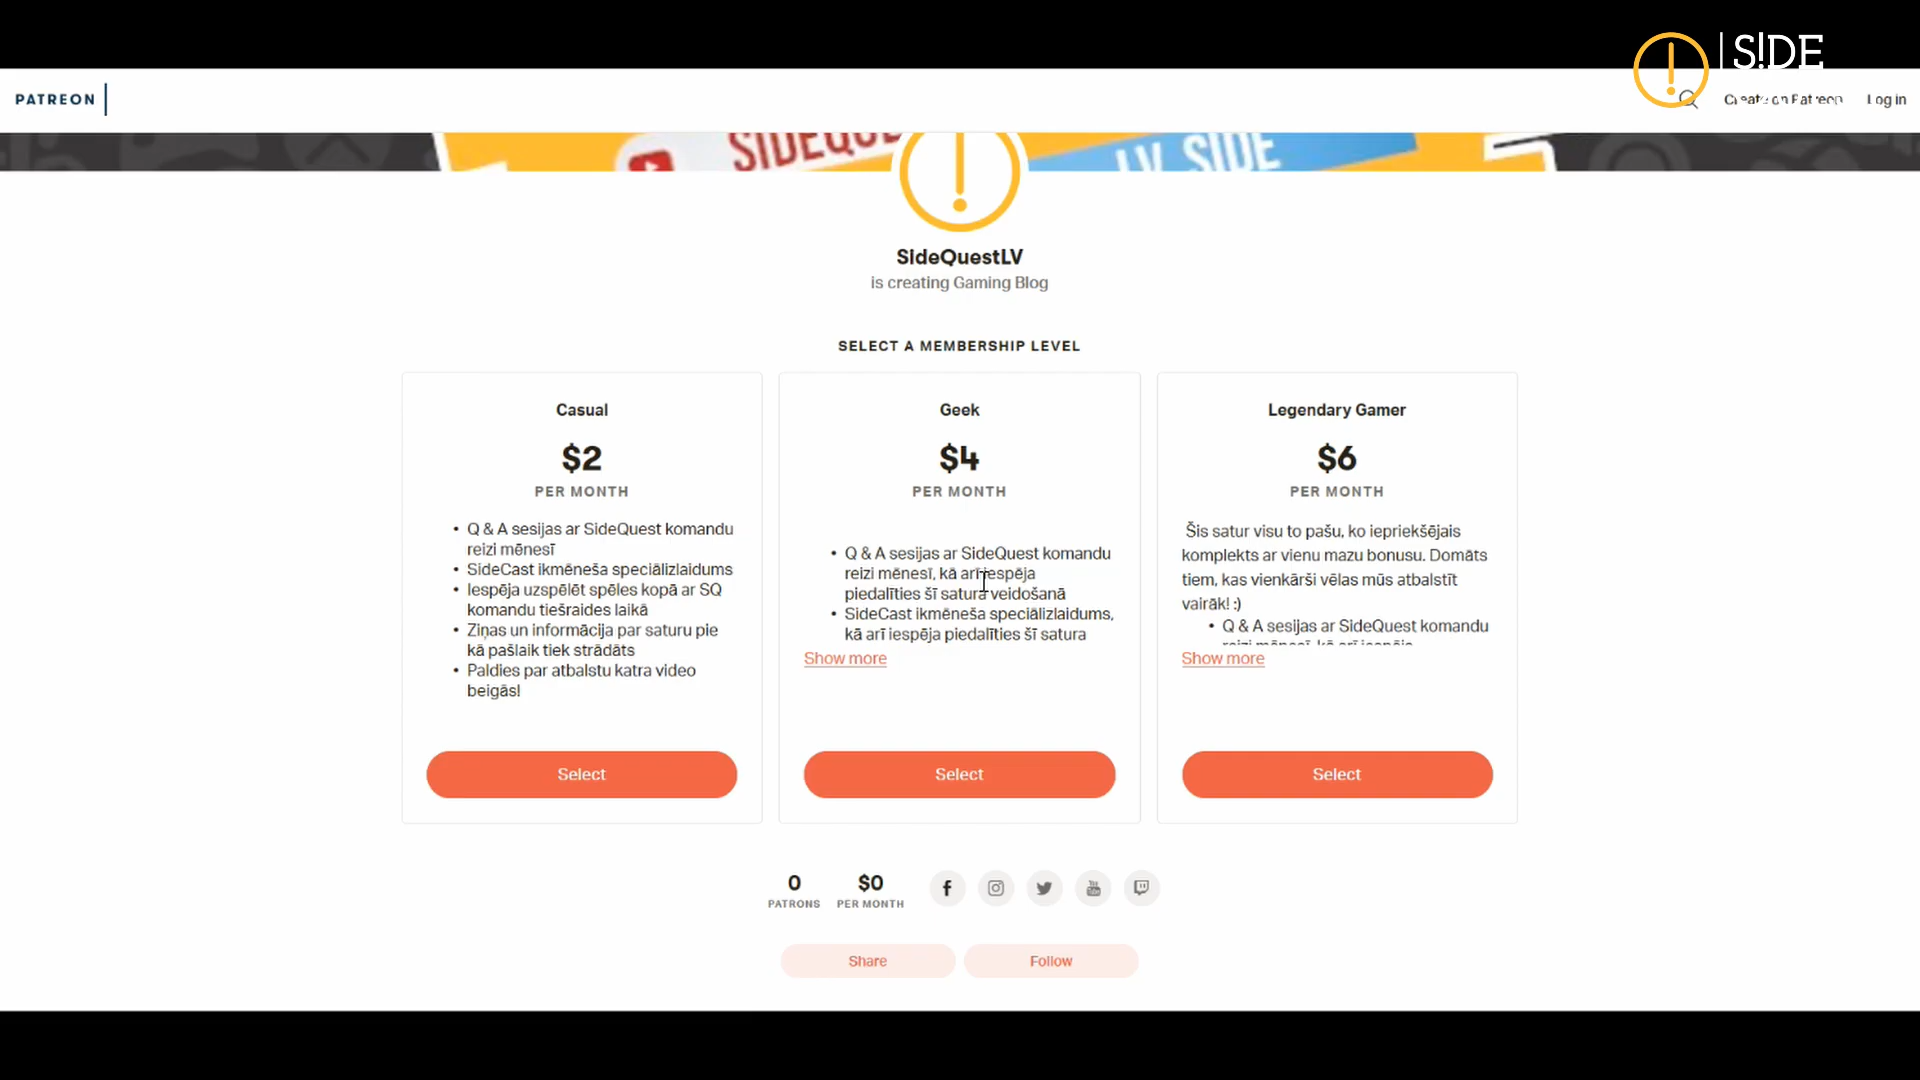 S!DE
PATREON
Create on Patreon
Log in
LV SIDE
SideQuestLV
is creating Gaming Blog
SELECT A MEMBERSHIP LEVEL
Casual
$2
PER MONTH
• Q & A sesijas ar SideQuest komandu
reizi mēnesī
• SideCast ikmēneša speciālizlaidums
• Iespēja uzspēlēt spēles kopā ar SQ
komandu tiešraides laikā
• Ziņas un informācija par saturu pie
kā pašlaik tiek strādāts
• Paldies par atbalstu katra video
beigās!
Select
Geek
$4
PER MONTH
• Q & A sesijas ar SideQuest komandu
reizi mēnesī, kā arī iespēja
piedalīties šī satura veidošanā
• SideCast ikmēneša speciālizlaidums,
kā arī iespēja piedalīties šī satura
Show more
Select
Legendary Gamer
$6
PER MONTH
Šis satur visu to pašu, ko iepriekšējais
komplekts ar vienu mazu bonusu. Domāts
tiem, kas vienkārši vēlas mūs atbalstīt
vairāk! :)
• Q & A sesijas ar SideQuest komandu
Show more
Select
0
PATRONS
$0
PER MONTH
Share
Follow